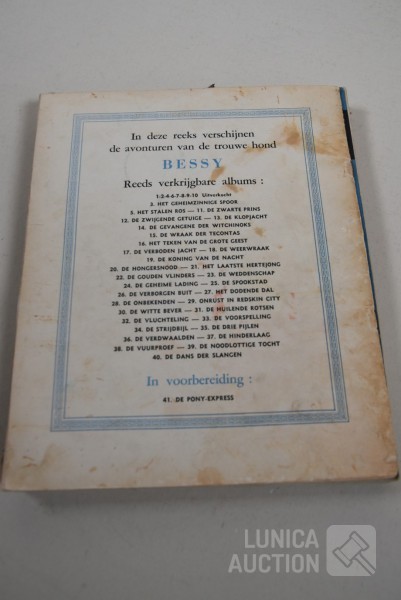 In deze reeks verschijnen
de avonturen van de trouwe hond
BESSY
Reeds verkrijgbare albums :
1-2-4-6-7-8-9-10 Uitverkocht
3. HET GEHEIMZINNIGE SPOOR
5. HET STALEN ROS — 11. DE ZWARTE PRINS
12. DE ZWIJGENDE GETUIGE — 13. DE KLOPJACHT
14. DE GEVANGENE DER WITCHINOKS
15. DE WRAAK DER TECONTAS
16. HET TEKEN VAN DE GROTE GEEST
17. DE VERBODEN JACHT — 18. DE WEERWRAAK
19. DE KONING VAN DE NACHT
20. DE HONGERSNOOD — 21. HET LAATSTE HERTEJONG
22. DE GOUDEN VLINDERS — 23. DE WEDDENSCHAP
24. DE GEHEIME LADING — 25. DE SPOOKSTAD
26. DE VERBORGEN BUIT — 27. HET DODENDE DAL
28. DE ONBEKENDEN — 29. ONRUST IN REDSKIN CITY
30. DE WITTE BEVER — 31. DE HUILENDE ROTSEN
32. DE VLUCHTELING — 33. DE VOORSPELLING
34. DE STRIJDBIJL — 35. DE DRIE PIJLEN
36. DE VERDWAALDEN — 37. DE HINDERLAAG
38. DE VUURPROEF — 39. DE NOODLOTTIGE TOCHT
40. DE DANS DER SLANGEN
In voorbereiding :
41. DE PONY-EXPRESS
LUNICA
AUCTION